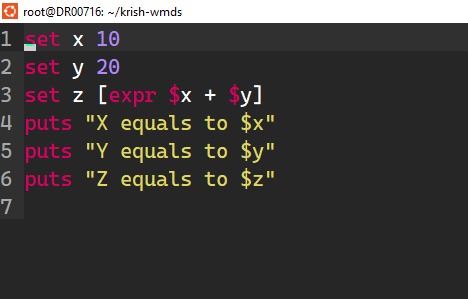 root@DR00716: ~/krish-wmds
1 set x 10
2 set y 20
3 set z [expr $x + $y]
4 puts "X equals to $x"
5 puts "Y equals to $y"
6 puts "Z equals to $z"
7